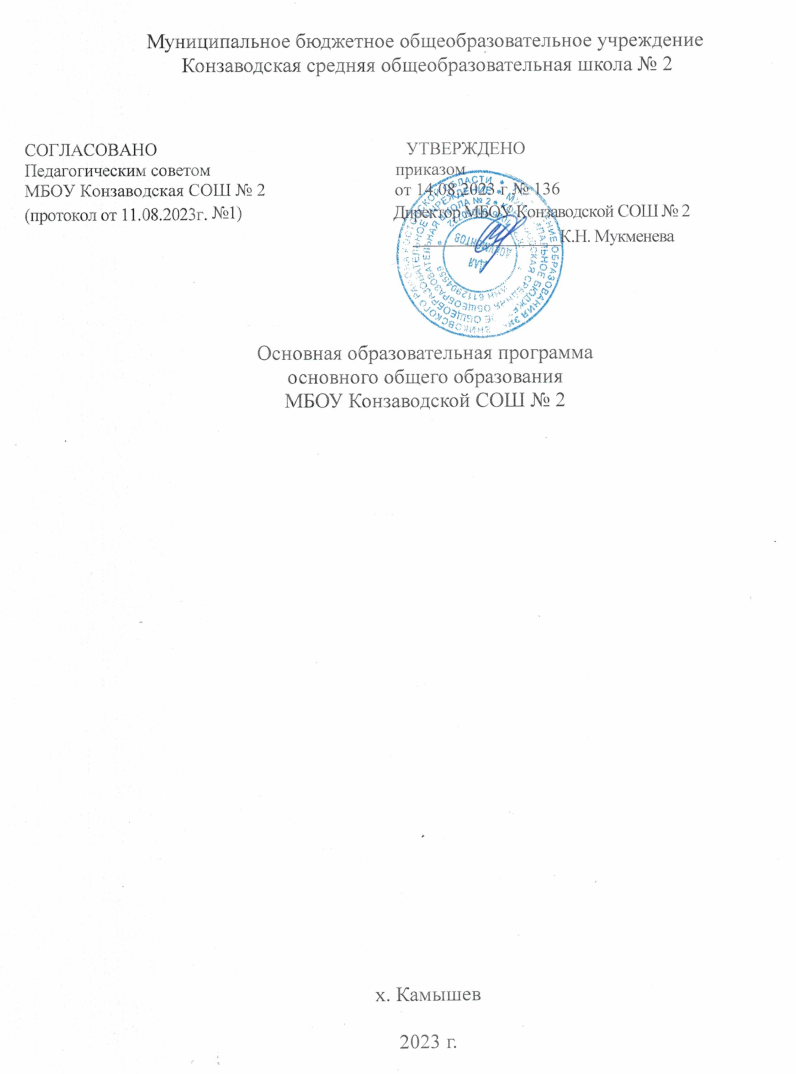 Муниципальное бюджетное общеобразовательное учреждение
Конзаводская средняя общеобразовательная школа № 2
СОГЛАСОВАНО
Педагогическим советом
МБОУ Конзаводская СОШ № 2
(протокол от 11.08.2023г. №1)
УТВЕРЖДЕНО
приказом
от 14.08.2023 г № 136
Директор МБОУ Конзаводской СОШ № 2
К.Н. Мукменева
ДЛЯ
ДОКУМЕНТОВ
Основная образовательная программа
основного общего образования
МБОУ Конзаводской СОШ № 2
х. Камышев
2023 г.